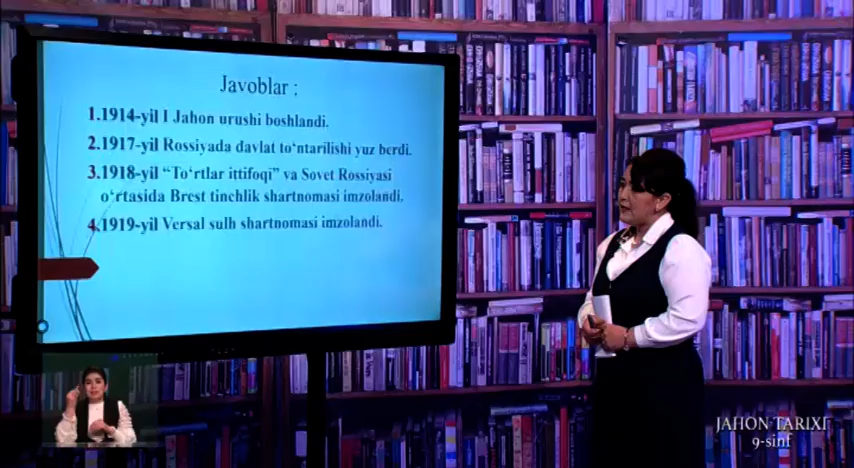 Javoblar :
1.1914-yil I Jahon urushi boshlandi.
2.1917-yil Rossiyada davlat to‘ntarilishi yuz berdi.
3.1918-yil “To‘rtlar ittifoqi” va Sovet Rossiyasi
o‘rtasida Brest tinchlik shartnomasi imzolandi.
4.1919-yil Versal sulh shartnomasi imzolandi.
JAHON TARIXI
9-sinf